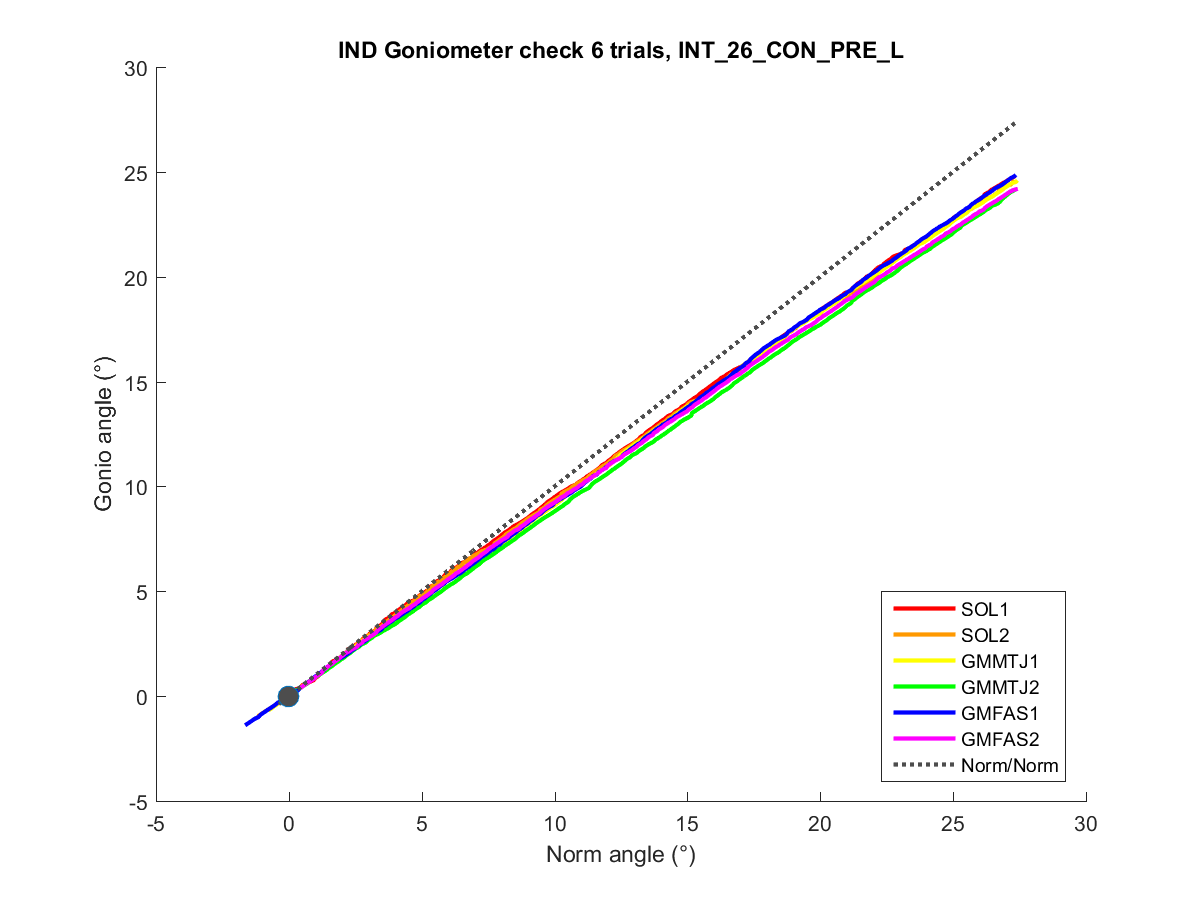 IND Goniometer check 6 trials, INT_26_CON_PRE_L
30
25
20
15
10
5
0
-5
Gonio angle (°)
-5 0 5 10 15 20 25 30
Norm angle (°)
SOL1
SOL2
GMMTJ1
GMMTJ2
GMFAS1
GMFAS2
Norm/Norm